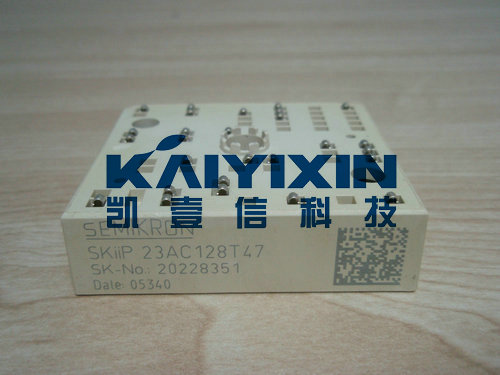 KAIYIXIN
凯壹信科技
SEMIKRON
SKiiP 23AC128T47
SK-No: 20228351
Date: 05340